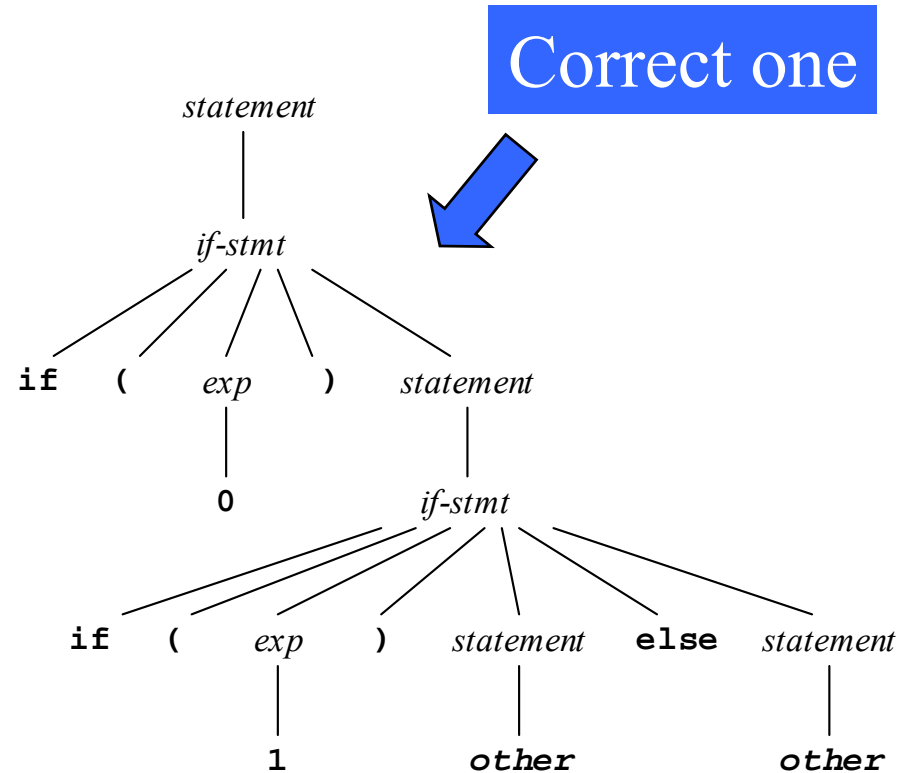 Correct one
statement
if-stmt
if ( exp ) statement
0 if-stmt
if ( exp ) statement else statement
1 other other